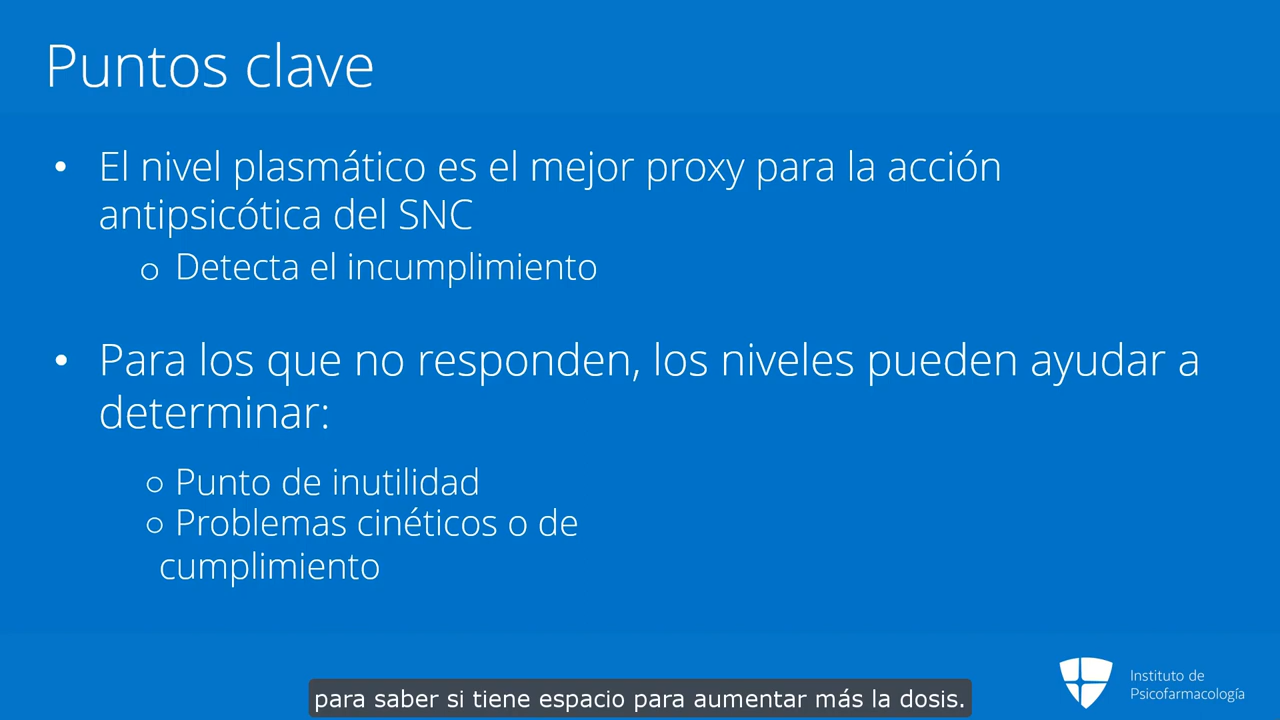 Puntos clave
• El nivel plasmático es el mejor proxy para la acción
antipsicótica del SNC
○ Detecta el incumplimiento
• Para los que no responden, los niveles pueden ayudar a
determinar:
○ Punto de inutilidad
○ Problemas cinéticos o de
cumplimiento
para saber si tiene espacio para aumentar más la dosis.
Instituto de
Psicofarmacología